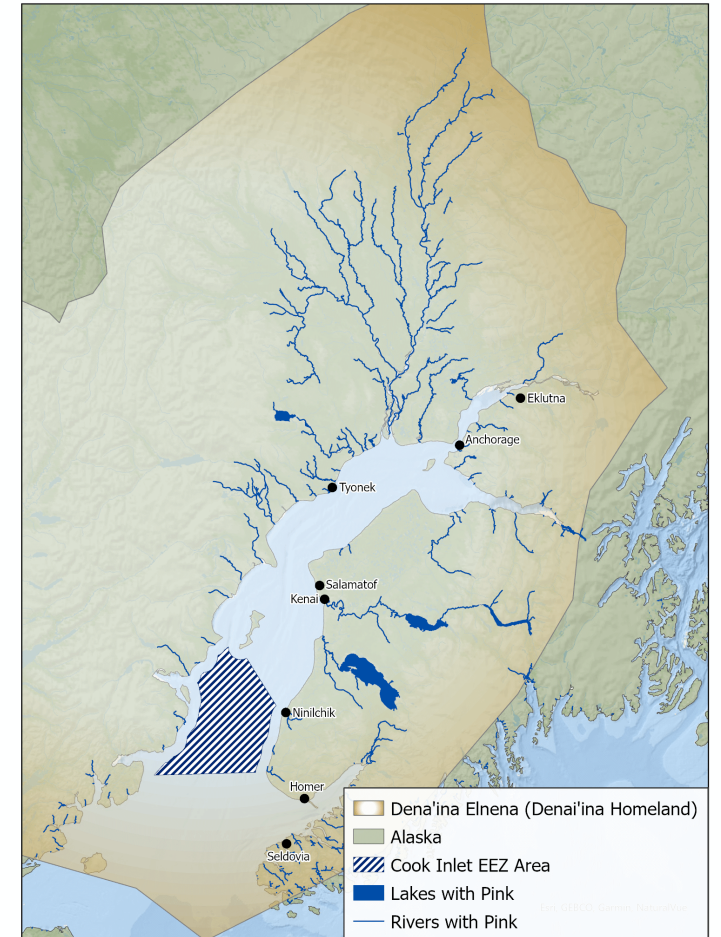 Eklutna
Anchorage
Tyonek
Salamatof
Kenai
Ninilchik
Homer
Seldovia
Dena'ina Elnena (Denai'ina Homeland)
Alaska
Cook Inlet EEZ Area
Lakes with Pink
Rivers with Pink